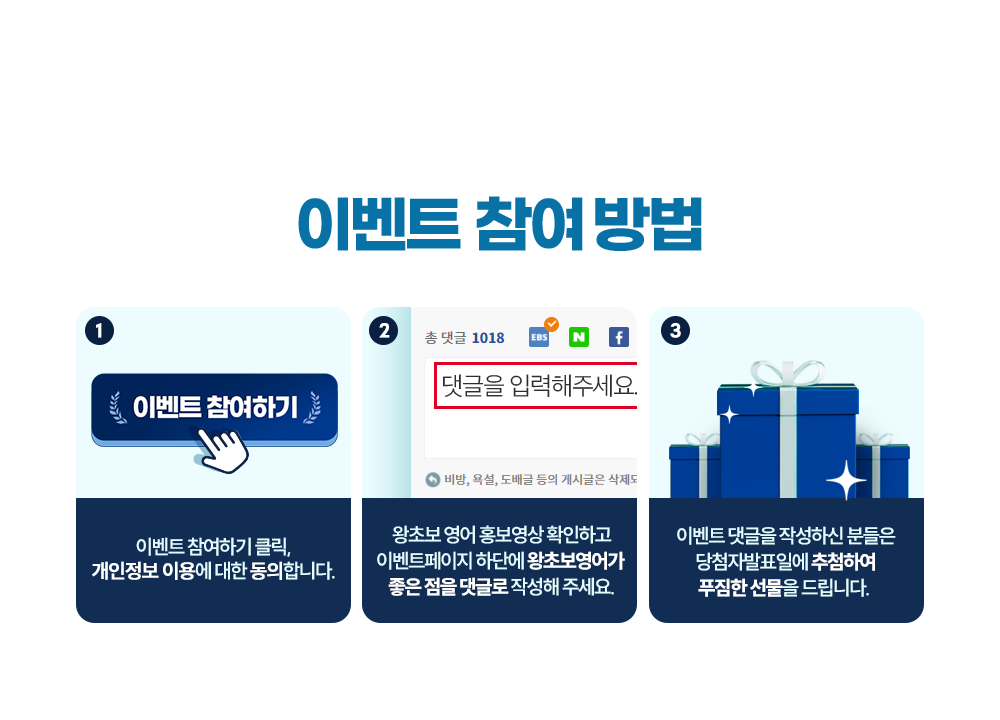 이벤트 참여 방법
1
이벤트 참여하기
이벤트 참여하기 클릭,
개인정보 이용에 대한 동의합니다.
2
총 댓글 1018 EBS N f
댓글을 입력해주세요.
비방, 욕설, 도배글 등의 게시글은 삭제되
왕초보 영어 홍보영상 확인하고
이벤트페이지 하단에 왕초보영어가
좋은 점을 댓글로 작성해 주세요.
3
이벤트 댓글을 작성하신 분들은
당첨자발표일에 추첨하여
푸짐한 선물을 드립니다.